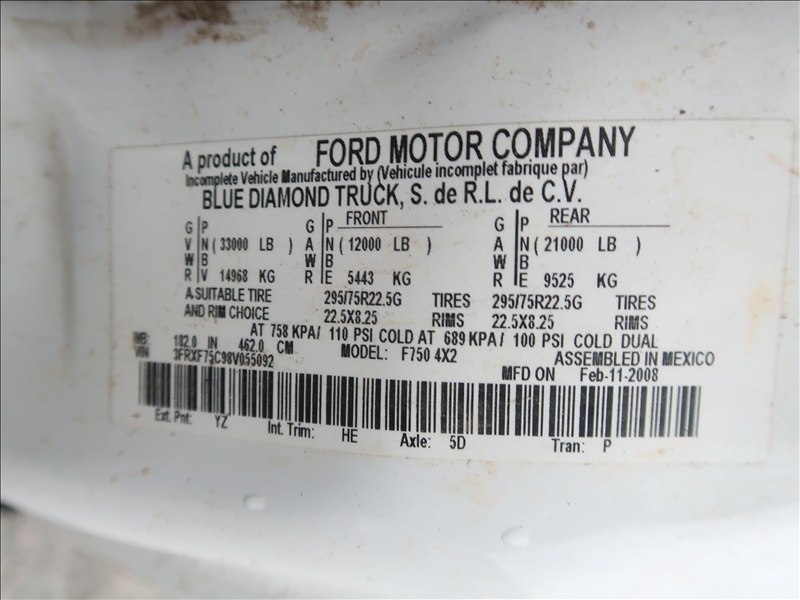 A product of FORD MOTOR COMPANY
Incomplete Vehicle Manufactured by (Vehicule incomplet fabrique par)
BLUE DIAMOND TRUCK, S. de R.L. de C.V.
G P G P FRONT G P REAR
V N ( 33000 LB ) A N ( 12000 LB ) A N ( 21000 LB )
W B W B W B
R V 14968 KG R E 5443 KG R E 9525 KG
A-SUITABLE TIRE 295/75R22.5G TIRES 295/75R22.5G TIRES
AND RIM CHOICE 22.5X8.25 RIMS 22.5X8.25 RIMS
AT 758 KPA/ 110 PSI COLD AT 689 KPA/ 100 PSI COLD DUAL
WB: 182.0 IN 462.0 CM MODEL: F750 4X2 ASSEMBLED IN MEXICO
VIN 3FRXF75C98V055092 MFD ON Feb-11-2008
Ext. Pnt: YZ Int. Trim: HE Axle: 5D Tran: P